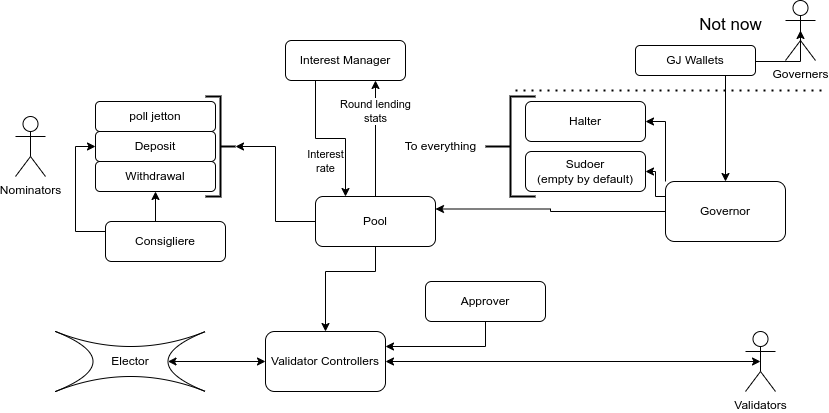 Not now
Interest Manager
GJ Wallets
Governers
Round lending
stats
poll jetton
Halter
Deposit
To everything
Interest
rate
Sudoer
(empty by default)
Withdrawal
Nominators
Pool
Governor
Consigliere
Approver
Elector
Validator Controllers
Validators